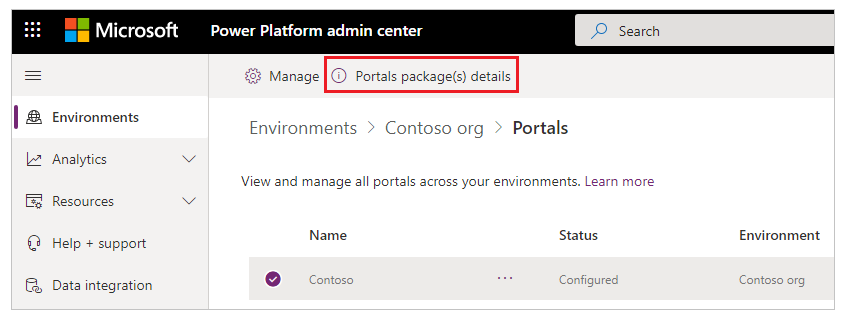 Microsoft Power Platform admin center Search
Manage Portals package(s) details
Environments
Analytics
Resources
Help + support
Data integration
Environments > Contoso org > Portals
View and manage all portals across your environments. Learn more
Name Status Environment
Contoso ... Configured Contoso org